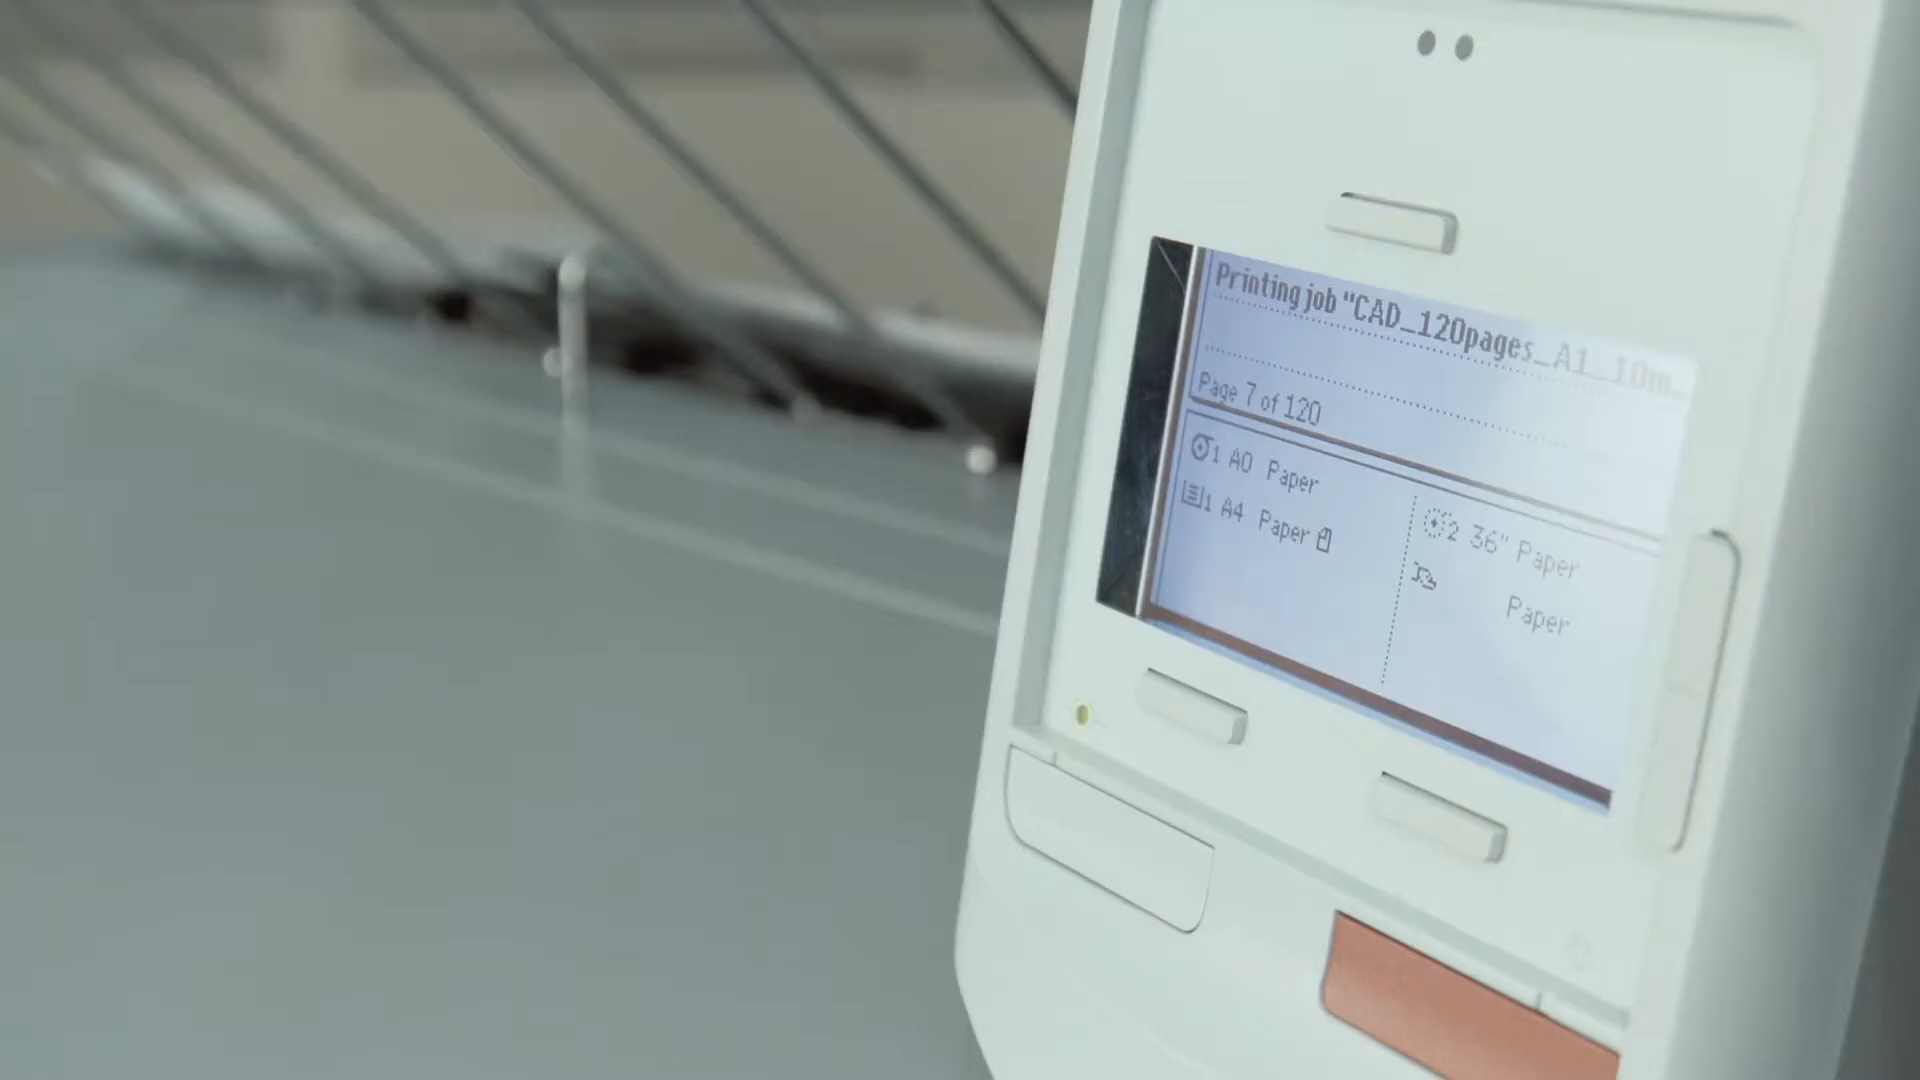 Printing job "CAD_120pages_A1_10m...
Page 7 of 120
1 A0 Paper
1 A4 Paper
2 36" Paper
Paper